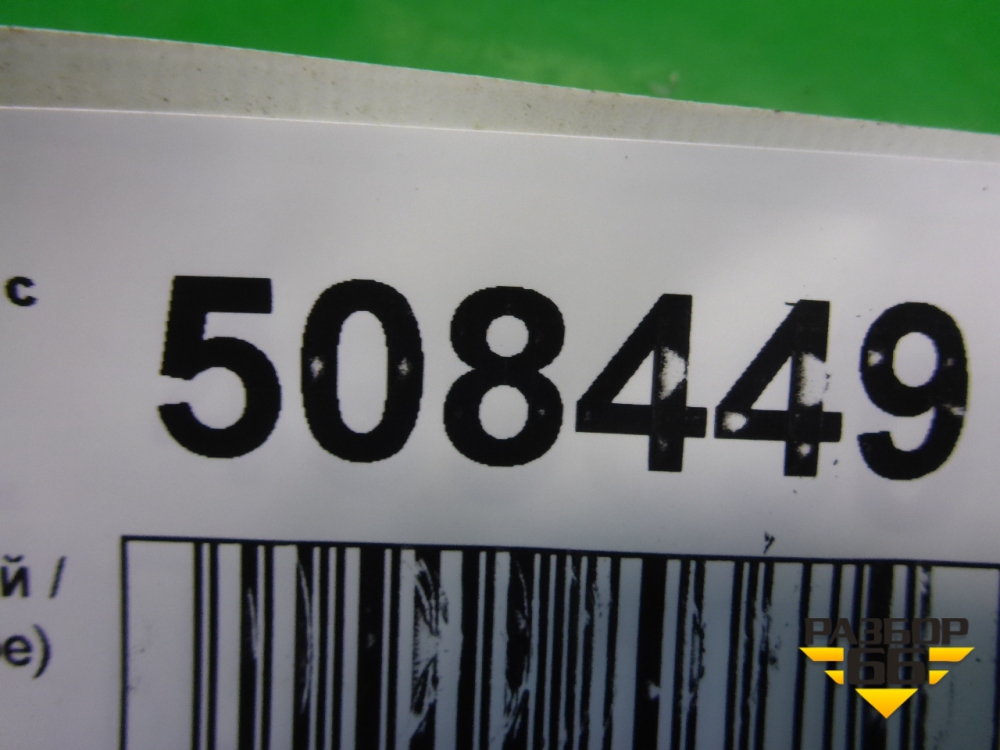 с
508449
й /
е)
РАЗБОР
66